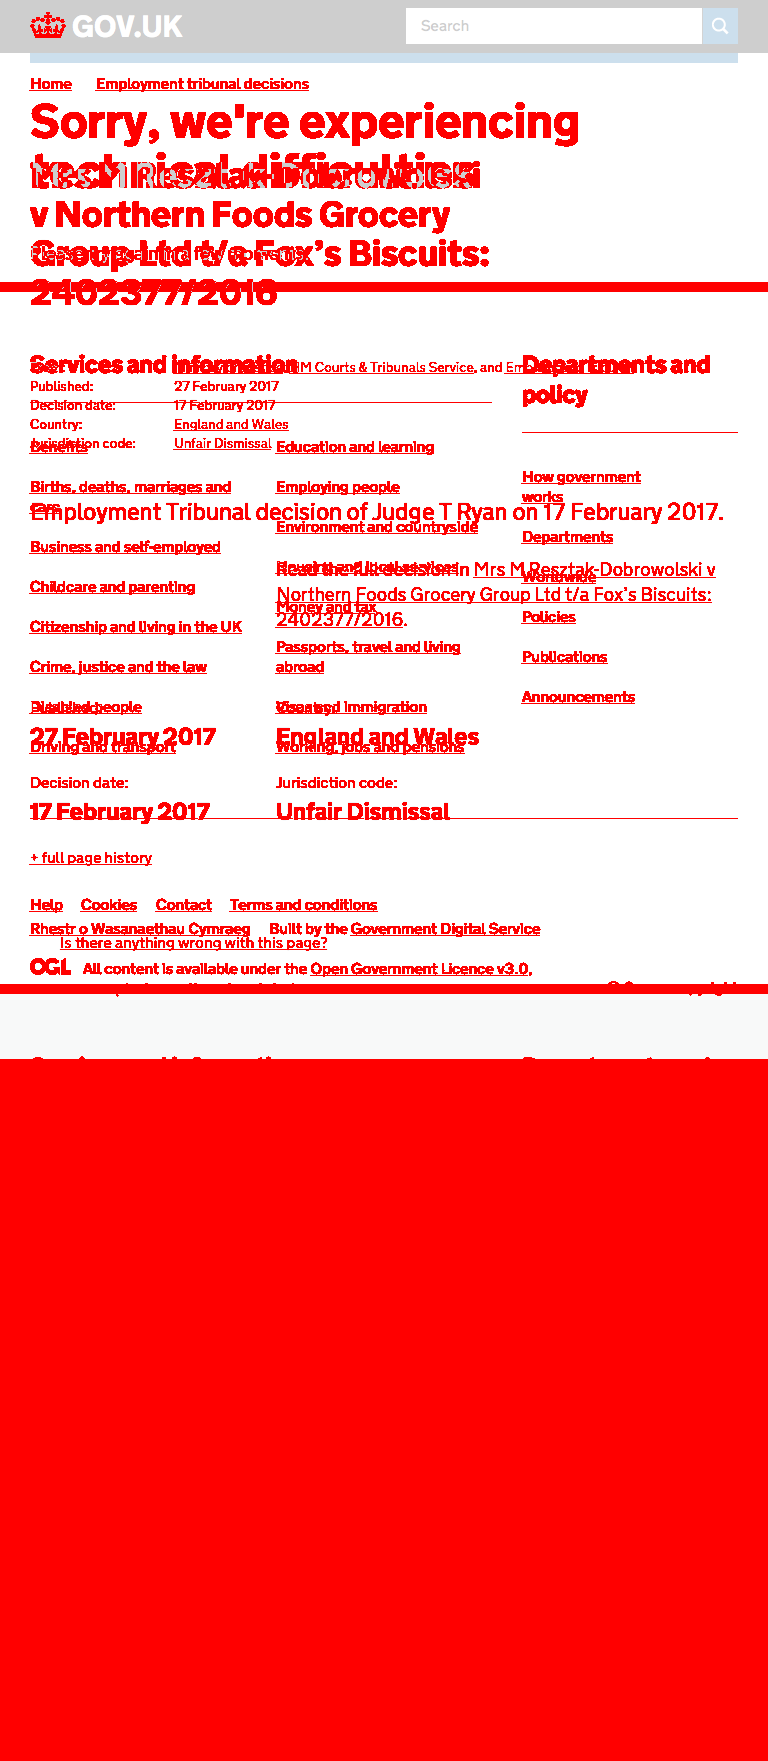 GOV.UK
Search
Home Employment tribunal decisions
Sorry, we're experiencing
technical difficulties
Mrs M Resztak-Dobrowolski
v Northern Foods Grocery
Group Ltd t/a Fox's Biscuits:
2402377/2016
Please try again in a few moments.
Services and information
HM Courts & Tribunals Service, and
Departments and
policy
Published: 27 February 2017
Decision date: 17 February 2017
Country: England and Wales
Jurisdiction code: Unfair Dismissal
Benefits
Education and learning
How government
works
Births, deaths, marriages and
care
Employing people
Employment Tribunal decision of Judge T Ryan on 17 February 2017.
Environment and countryside
Departments
Business and self-employed
Housing and local services
Read the full decision in Mrs M Resztak-Dobrowolski v
Northern Foods Grocery Group Ltd t/a Fox's Biscuits:
2402377/2016.
Worldwide
Childcare and parenting
Money and tax
Policies
Citizenship and living in the UK
Passports, travel and living
abroad
Publications
Crime, justice and the law
Announcements
Disabled people
Visas and immigration
Published:
Country:
27 February 2017
England and Wales
Driving and transport
Working, jobs and pensions
Decision date:
Jurisdiction code:
17 February 2017
Unfair Dismissal
+ full page history
Help Cookies Contact Terms and conditions
Rhestr o Wasanaethau Cymraeg Built by the Government Digital Service
Is there anything wrong with this page?
OGL All content is available under the Open Government Licence v3.0,